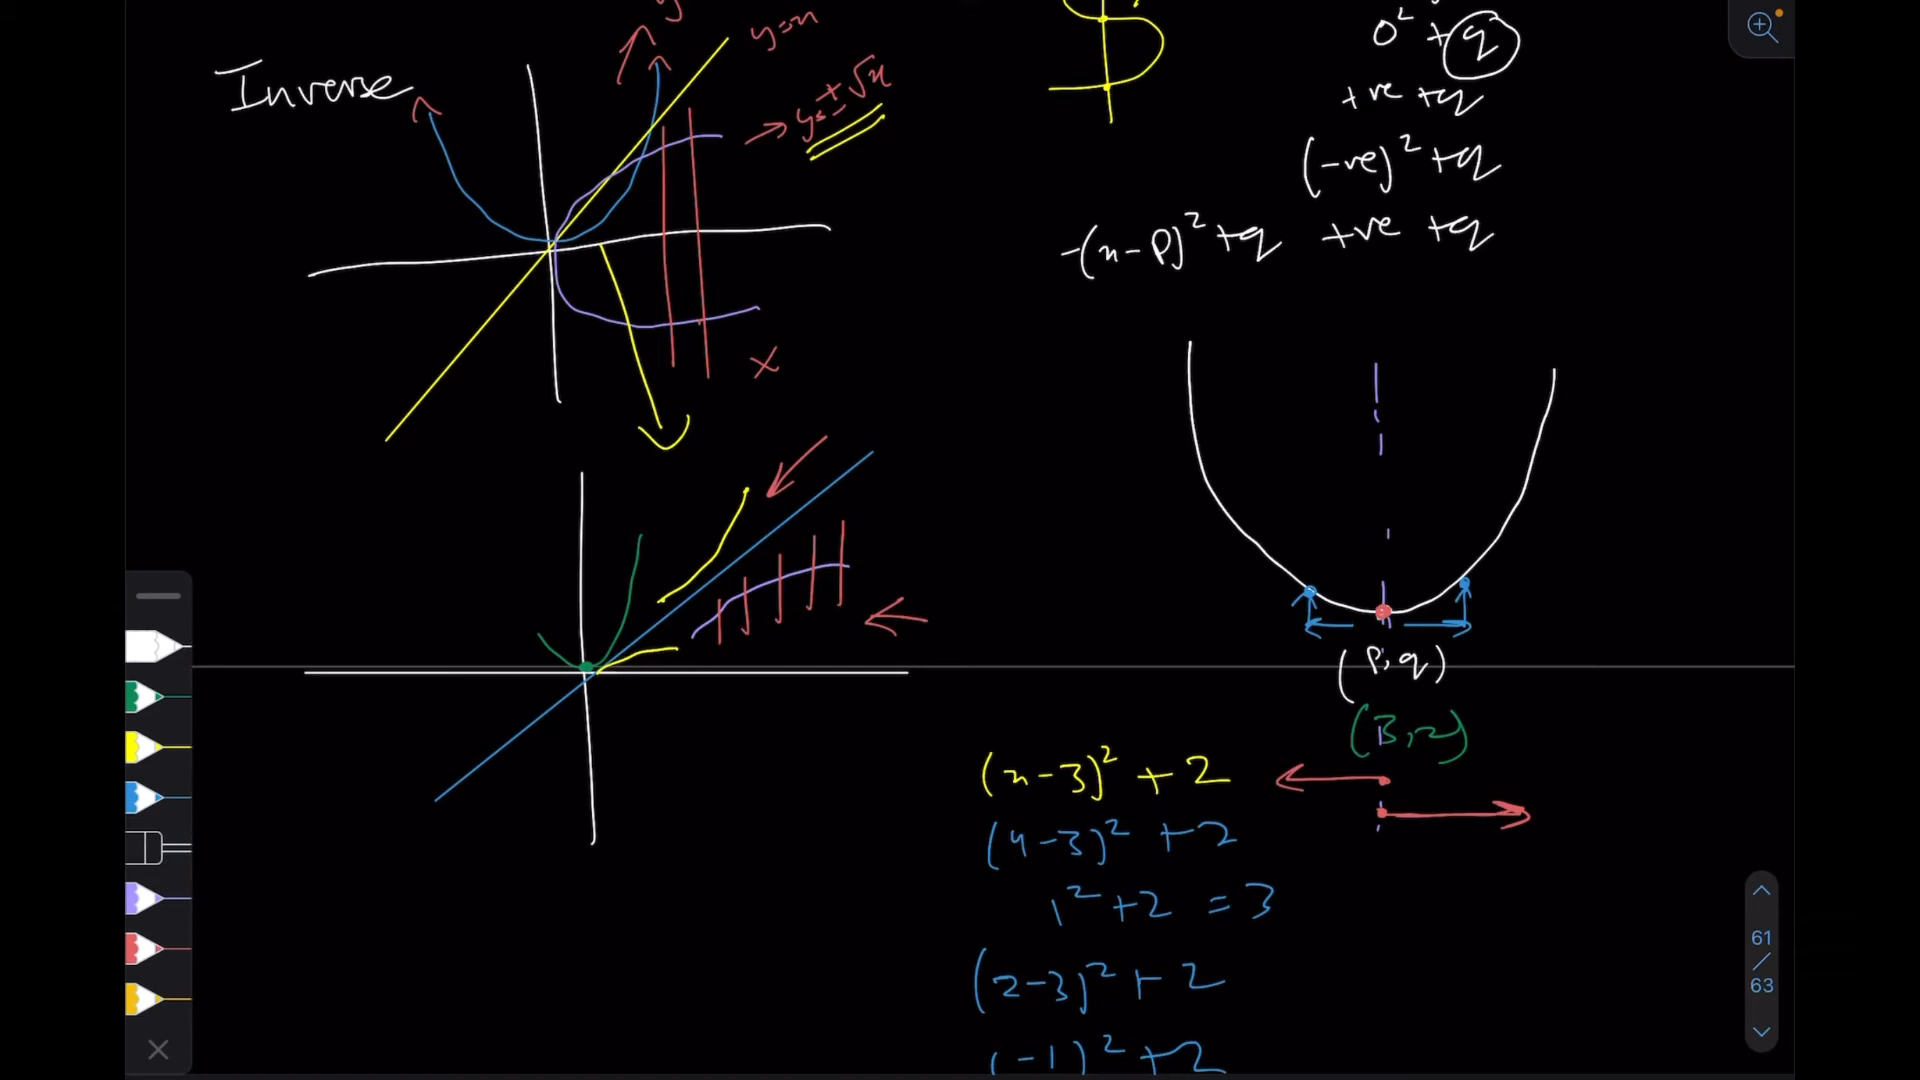 Inverse
y=x
y=±√x
x
0² + q
+ve +q
(-ve)² + q
-(x-P)² + q
+ve +q
(P, q)
(3, 2)
(x-3)² + 2
(4-3)² + 2
1² + 2 = 3
(2-3)² + 2
(-1)² + 2
61
/
63